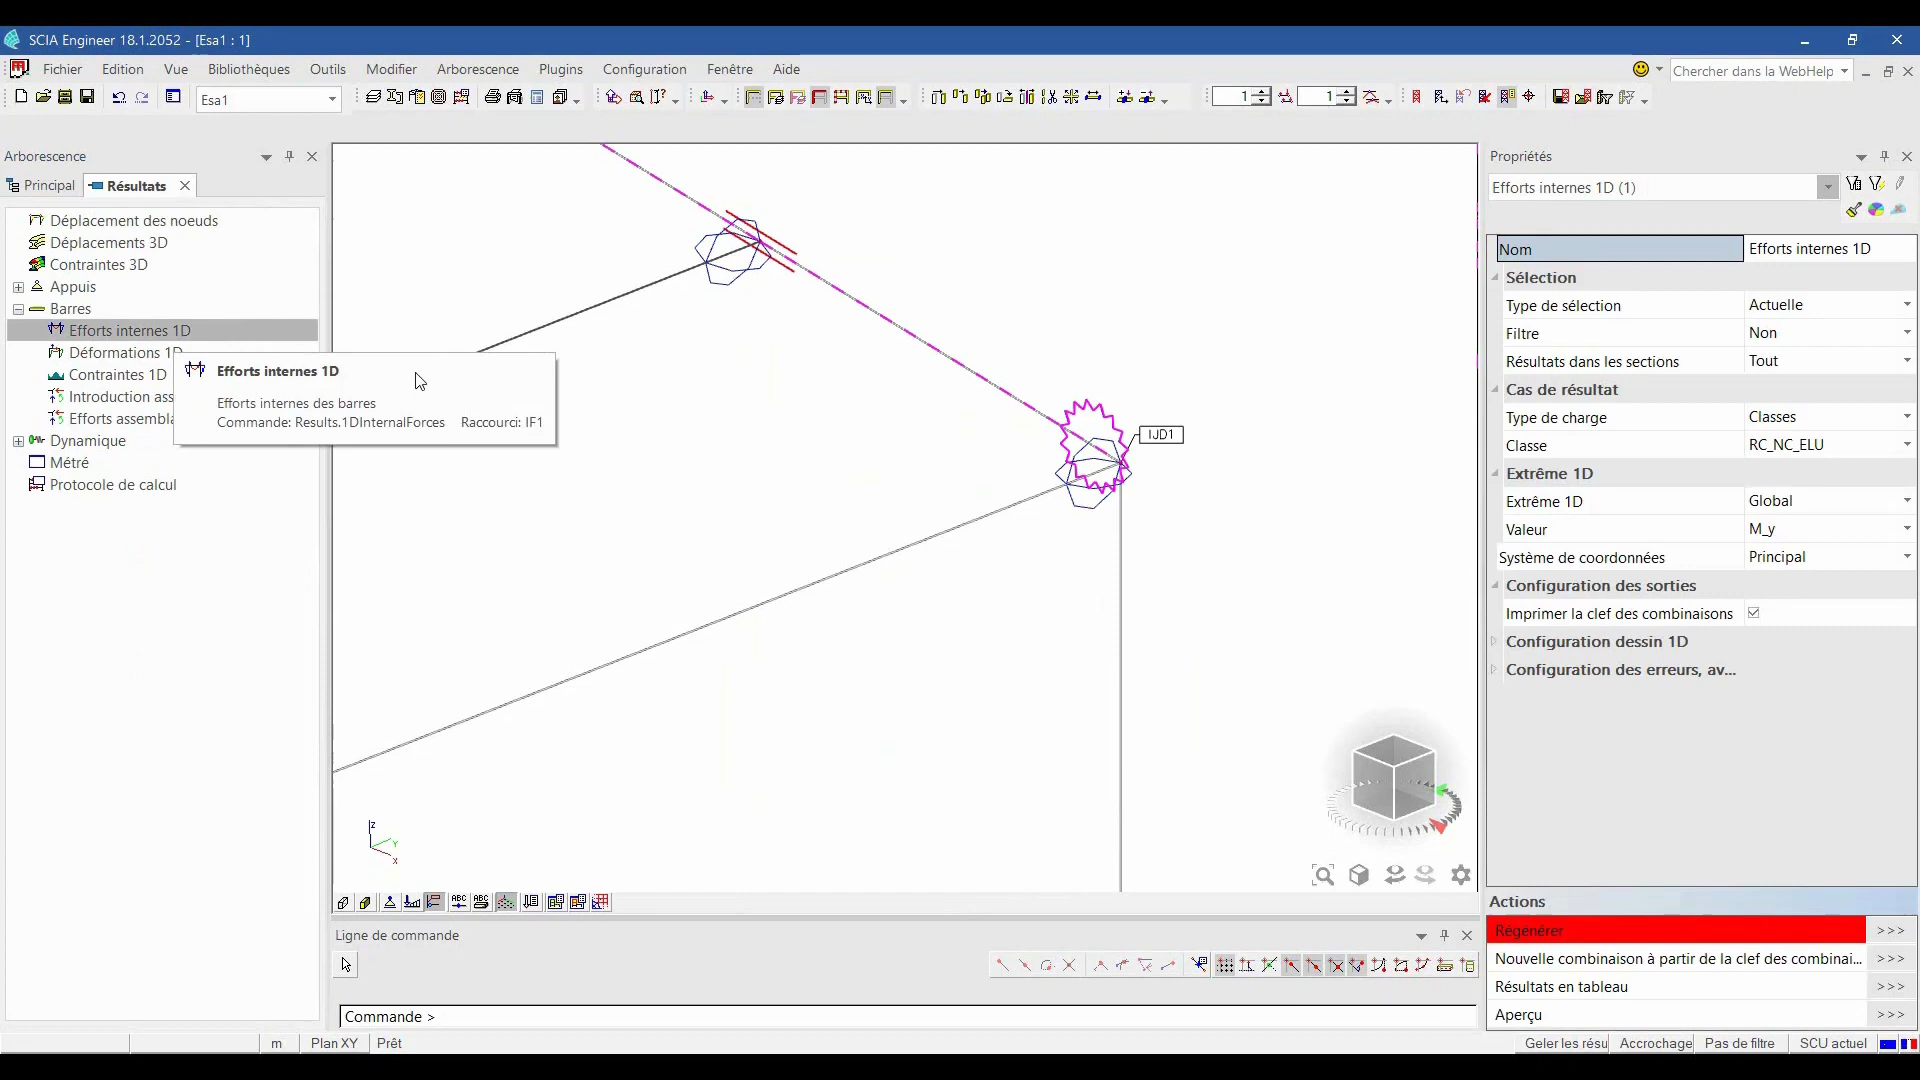 SCIA Engineer 18.1.2052 - [Esa1 : 1]
Fichier Edition Vue Bibliothèques Outils Modifier Arborescence Plugins Configuration Fenêtre Aide
Chercher dans la WebHelp
Esa1
1 1
Arborescence
Principal Résultats
Déplacement des noeuds
Déplacements 3D
Contraintes 3D
Appuis
Barres
Efforts internes 1D
Déformations 1D
Contraintes 1D
Introduction ass
Efforts assembla
Dynamique
Métré
Protocole de calcul
Efforts internes 1D
Efforts internes des barres
Commande: Results.1DInternalForces Raccourci: IF1
IJD1
Z
Y
X
ABC
ABC
Ligne de commande
Commande >
Propriétés
Efforts internes 1D (1)
Nom Efforts internes 1D
Sélection
Type de sélection Actuelle
Filtre Non
Résultats dans les sections Tout
Cas de résultat
Type de charge Classes
Classe RC_NC_ELU
Extrême 1D
Extrême 1D Global
Valeur M_y
Système de coordonnées Principal
Configuration des sorties
Imprimer la clef des combinaisons
Configuration dessin 1D
Configuration des erreurs, av...
Actions
Régénérer >>>
Nouvelle combinaison à partir de la clef des combinai... >>>
Résultats en tableau >>>
Aperçu >>>
m Plan XY Prêt
Geler les résu Accrochage Pas de filtre SCU actuel